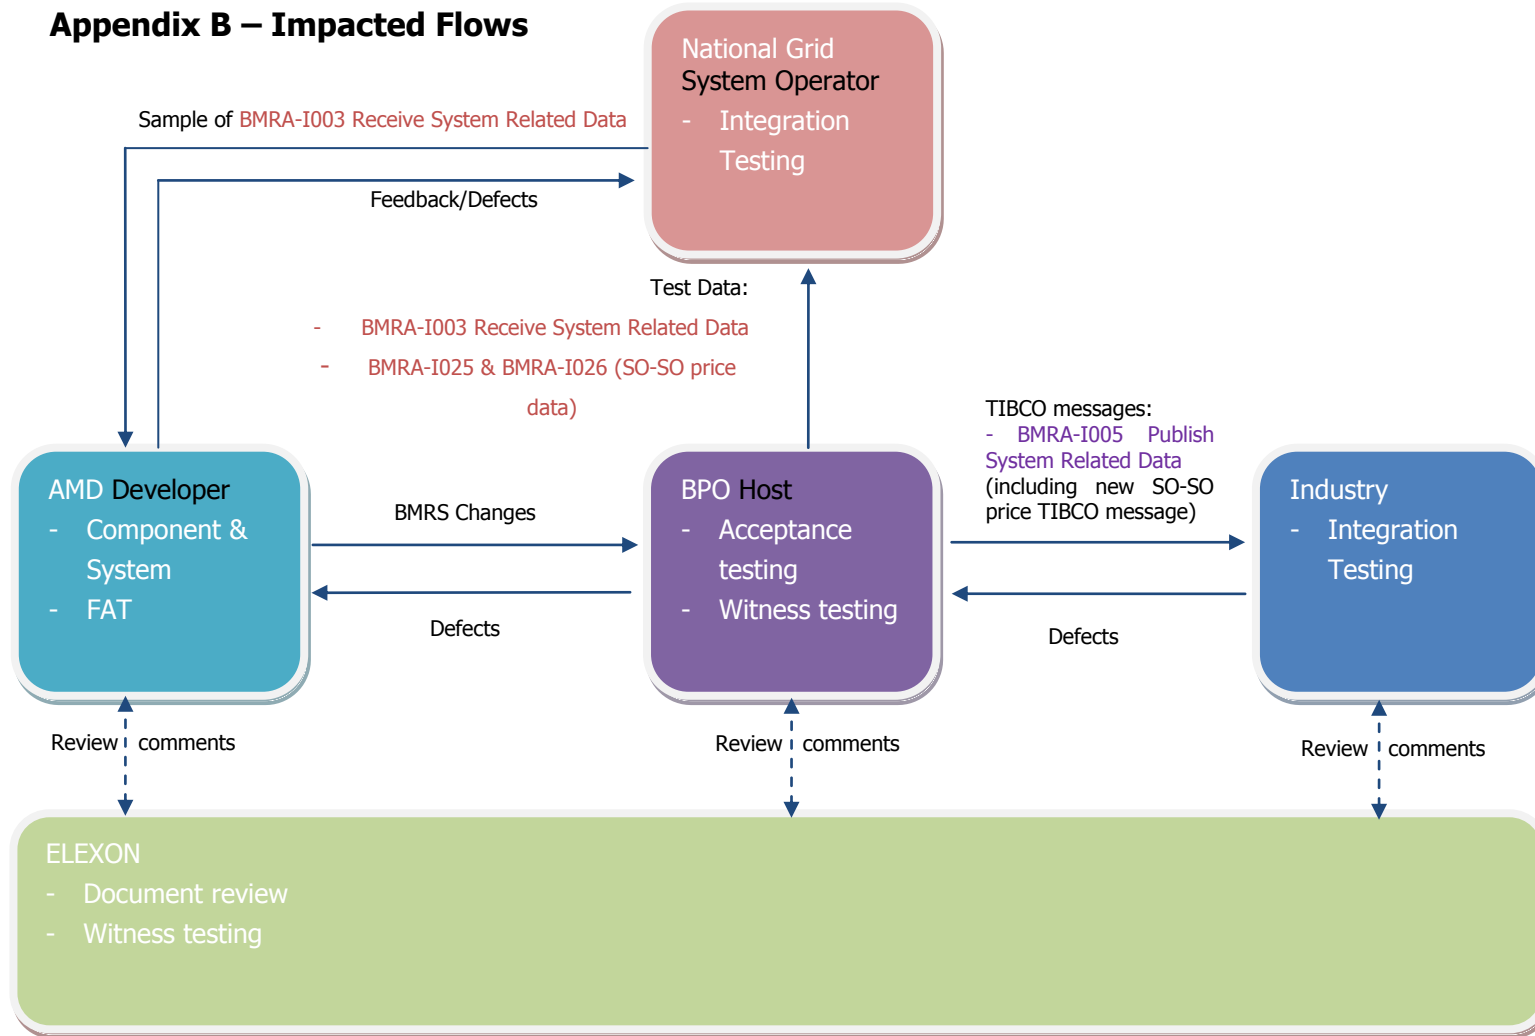 Appendix B – Impacted Flows
National Grid
System Operator
- Integration
Testing
Sample of BMRA-I003 Receive System Related Data
Feedback/Defects
Test Data:
- BMRA-I003 Receive System Related Data
- BMRA-I025 & BMRA-I026 (SO-SO price
data)
TIBCO messages:
- BMRA-I005 Publish
System Related Data
(including new SO-SO
price TIBCO message)
AMD Developer
- Component &
System
- FAT
BMRS Changes
Defects
BPO Host
- Acceptance
testing
- Witness testing
Defects
Industry
- Integration
Testing
Review comments
Review comments
Review comments
ELEXON
- Document review
- Witness testing